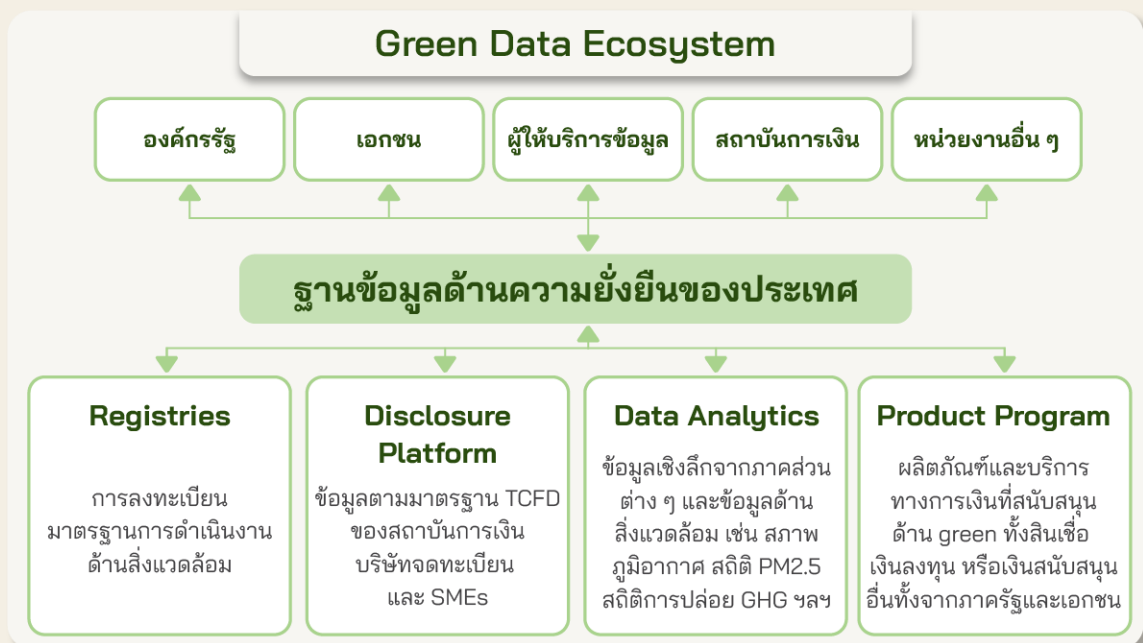 Green Data Ecosystem
องค์กรรัฐ
เอกชน
ผู้ให้บริการข้อมูล
สถาบันการเงิน
หน่วยงานอื่น ๆ
ฐานข้อมูลด้านความยั่งยืนของประเทศ
Registries
การลงทะเบียน
มาตรฐานการดำเนินงาน
ด้านสิ่งแวดล้อม
Disclosure
Platform
ข้อมูลตามมาตรฐาน TCFD
ของสถาบันการเงิน
บริษัทจดทะเบียน
และ SMEs
Data Analytics
ข้อมูลเชิงลึกจากภาคส่วน
ต่าง ๆ และข้อมูลด้าน
สิ่งแวดล้อม เช่น สภาพ
ภูมิอากาศ สถิติ PM2.5
สถิติการปล่อย GHG ฯลฯ
Product Program
ผลิตภัณฑ์และบริการ
ทางการเงินที่สนับสนุน
ด้าน green ทั้งสินเชื่อ
เงินลงทุน หรือเงินสนับสนุน
อื่นทั้งจากภาครัฐและเอกชน